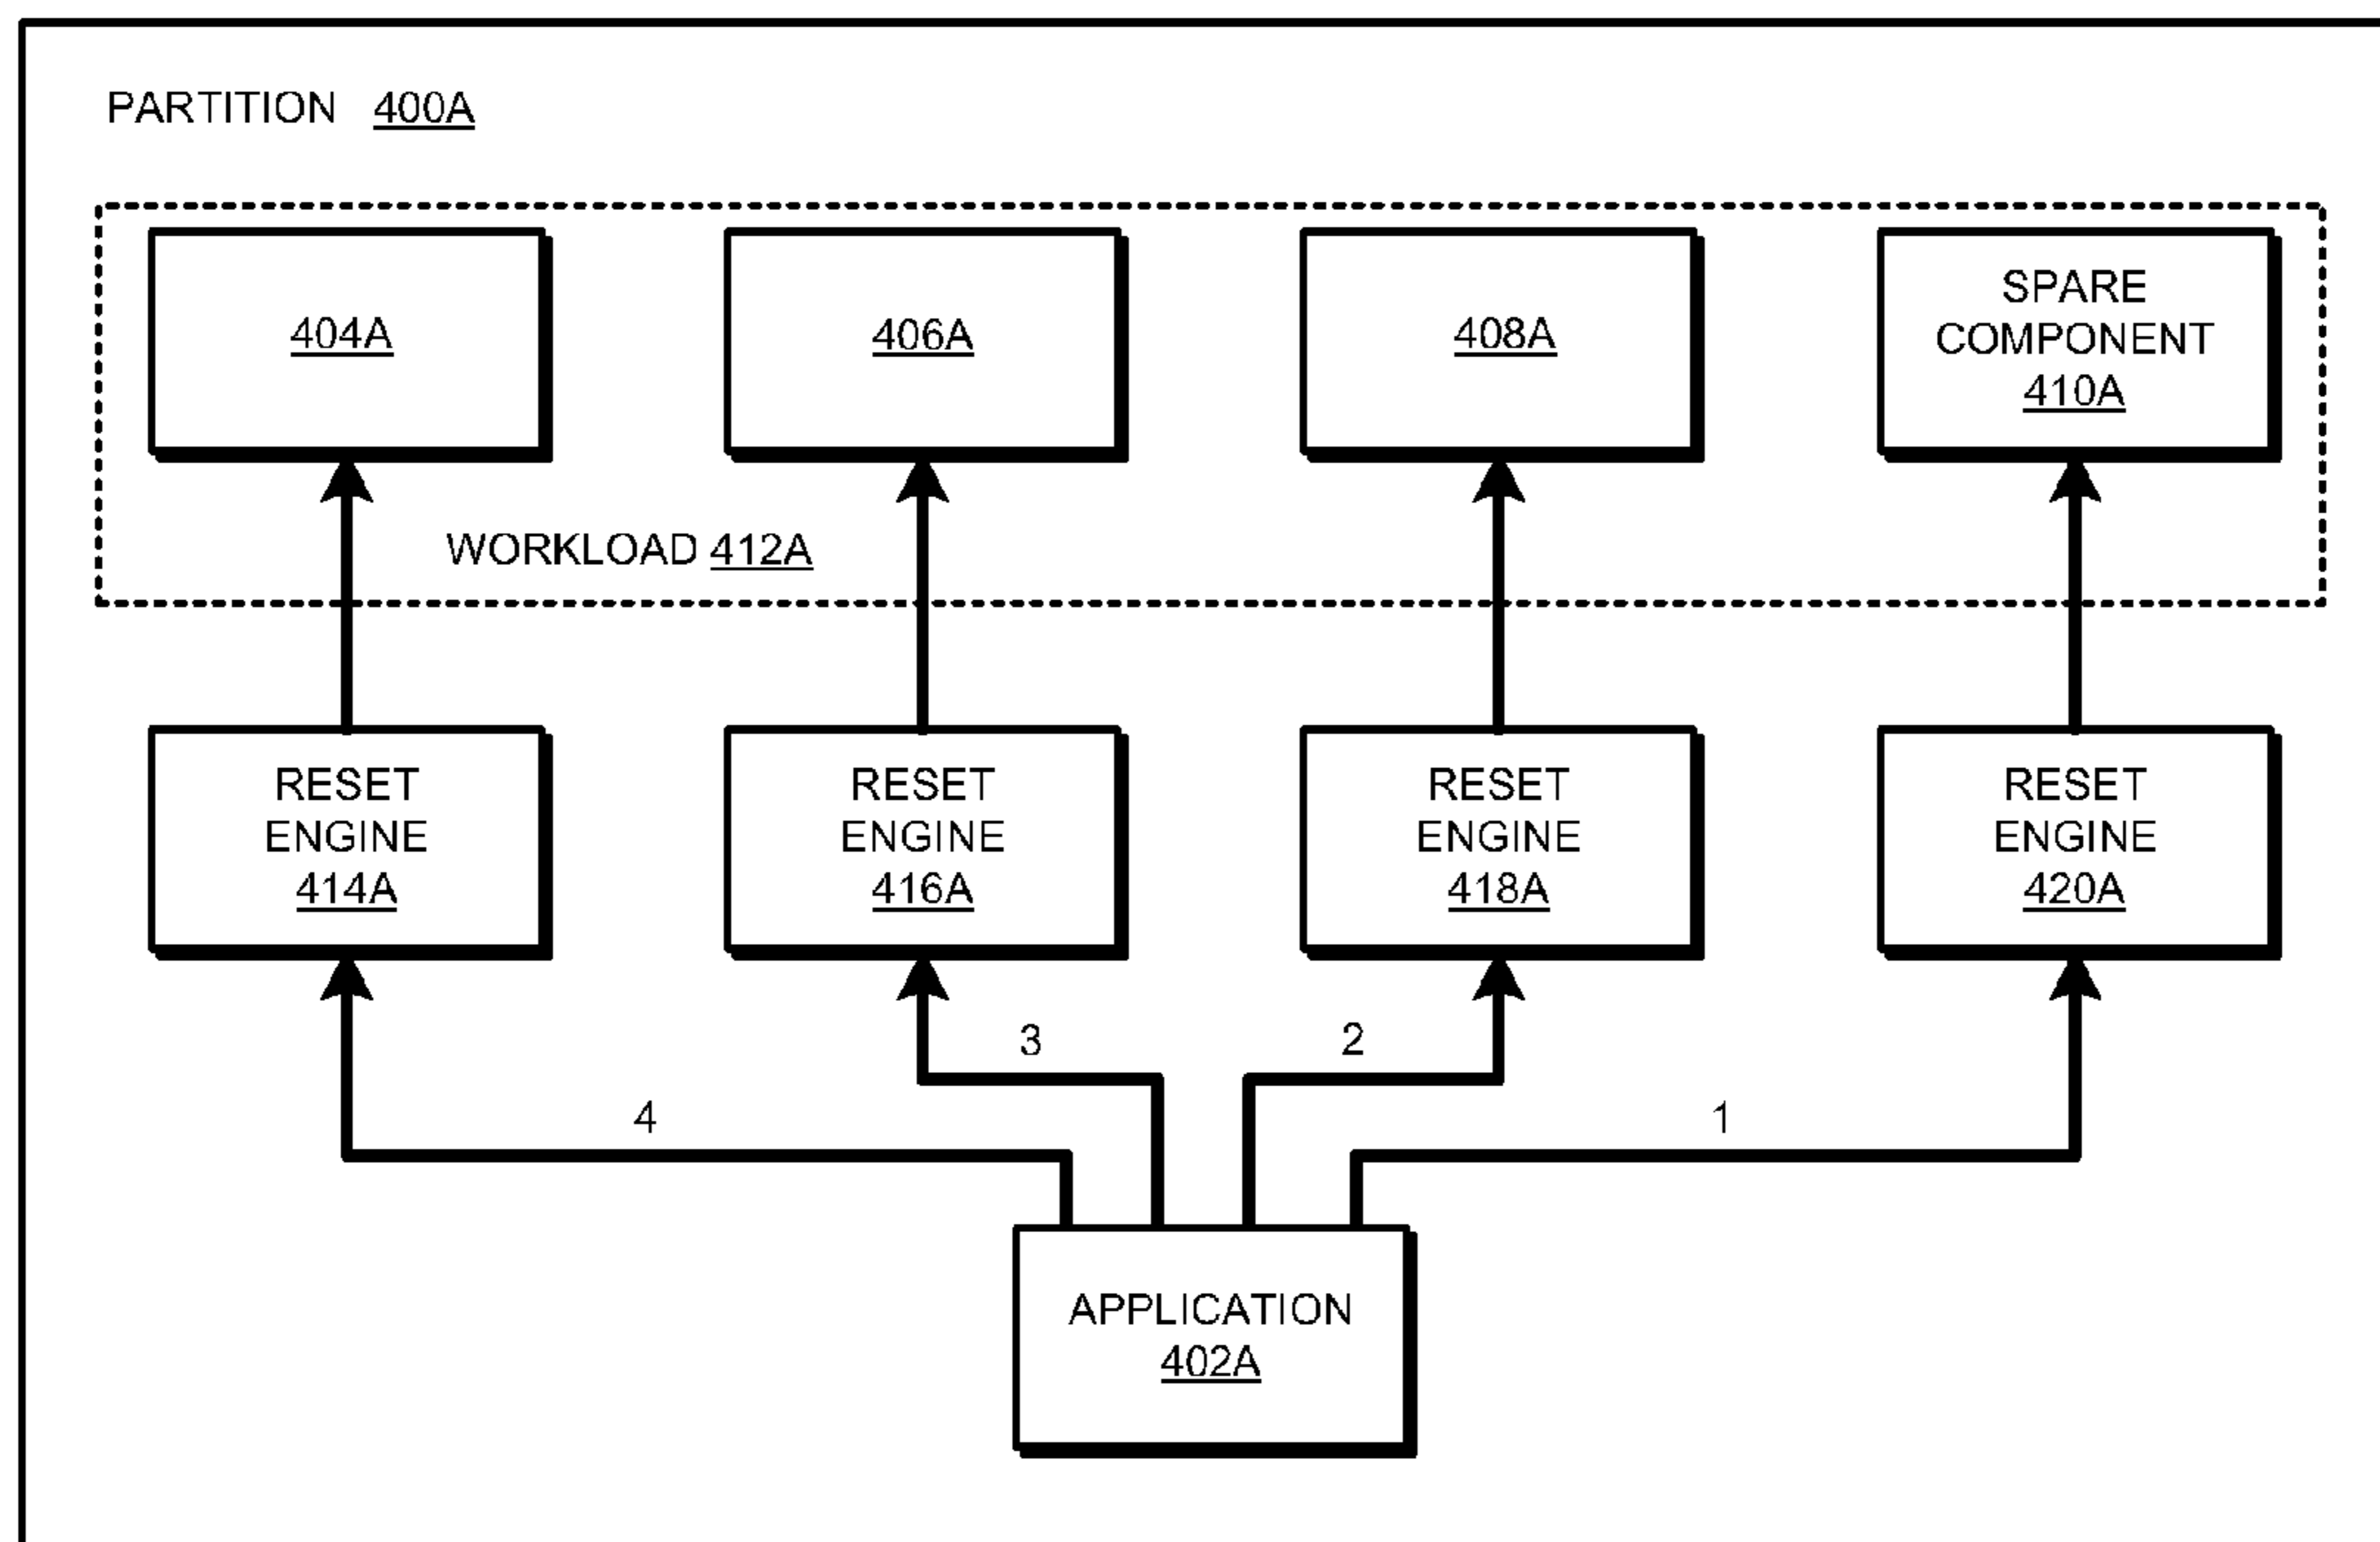 PARTITION 400A
404A
406A
408A
SPARE
COMPONENT
410A
WORKLOAD 412A
RESET
ENGINE
414A
RESET
ENGINE
416A
RESET
ENGINE
418A
RESET
ENGINE
420A
3
2
4
1
APPLICATION
402A